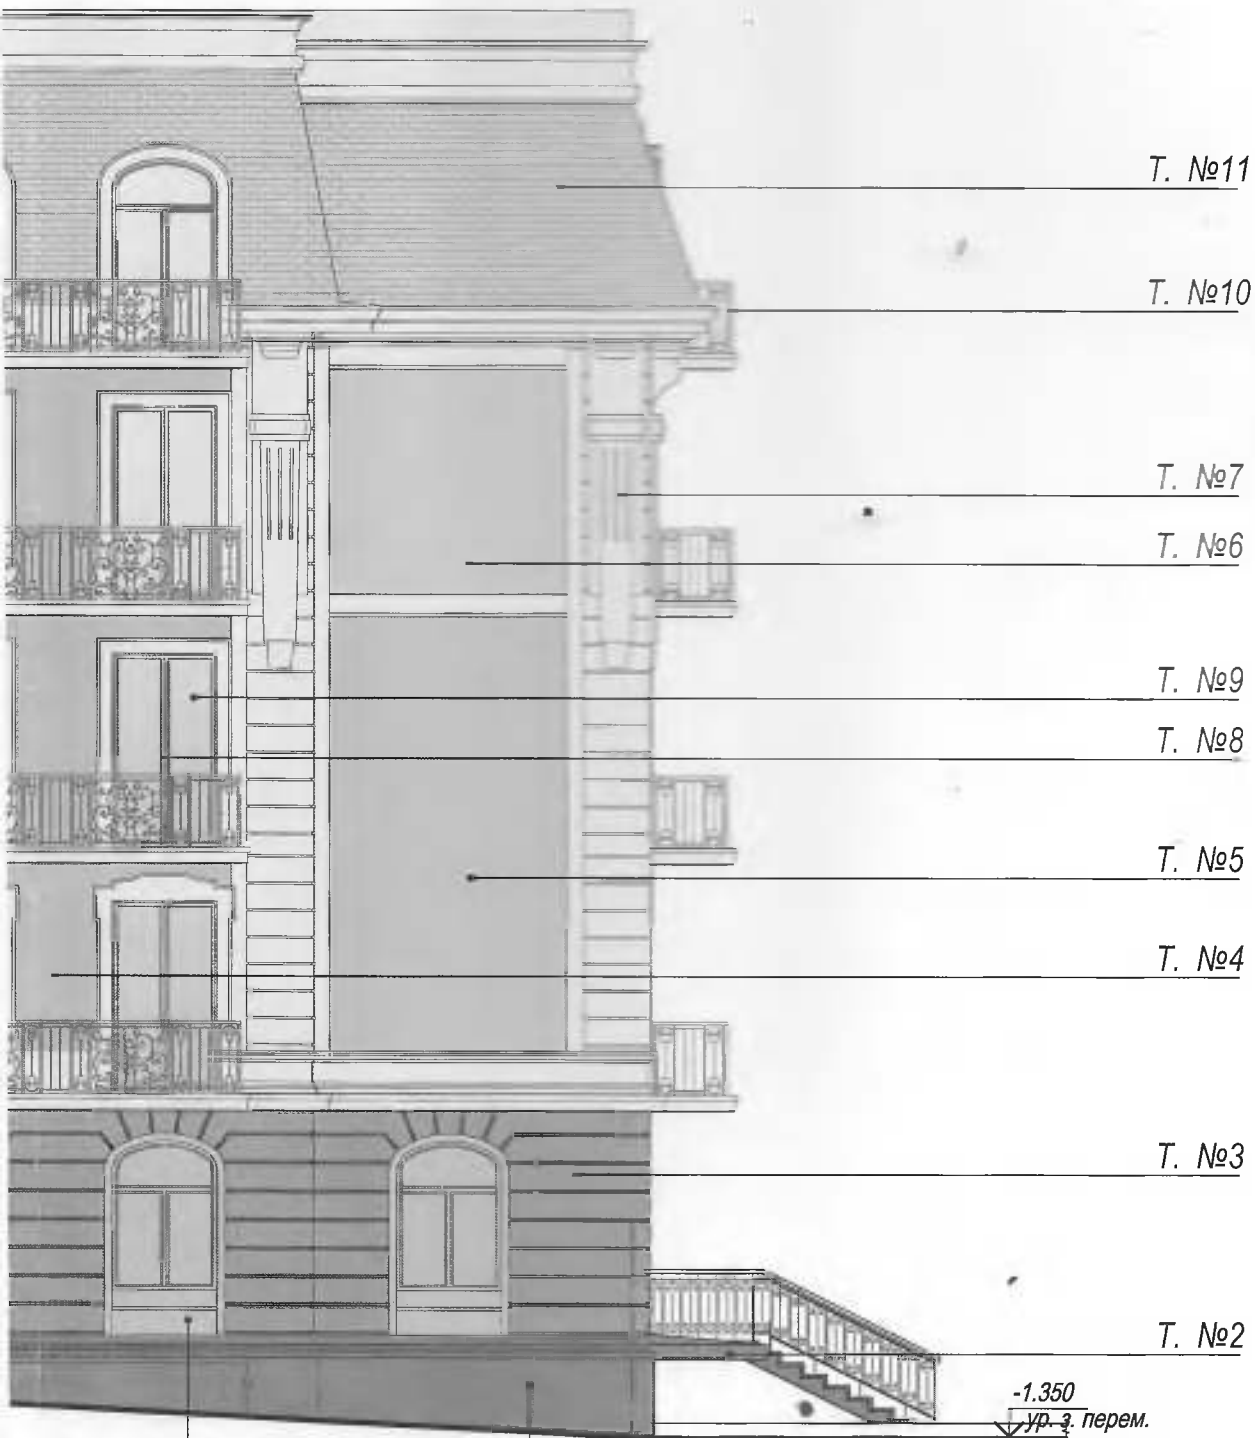 Т. №11
Т. №10
Т. №7
Т. №6
Т. №9
Т. №8
Т. №5
Т. №4
Т. №3
Т. №2
-1.350
ур. з. перем.